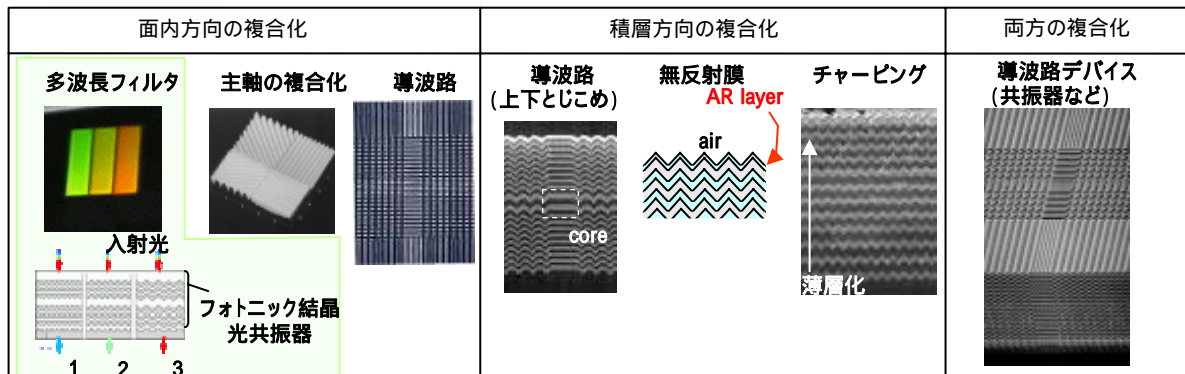 面内方向の複合化
積層方向の複合化
両方の複合化
多波長フィルタ
主軸の複合化
導波路
導波路
(上下とじこめ)
無反射膜
AR layer
チャーピング
導波路デバイス
(共振器など)
air
core
薄層化
入射光
フォトニック結晶
光共振器
1 2 3